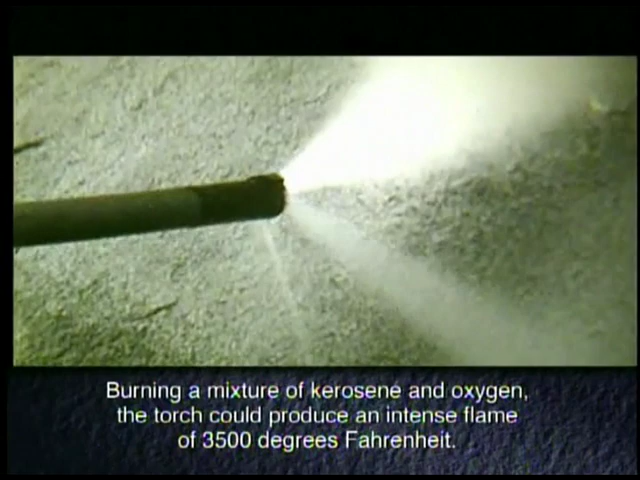 Burning a mixture of kerosene and oxygen,
the torch could produce an intense flame
of 3500 degrees Fahrenheit.